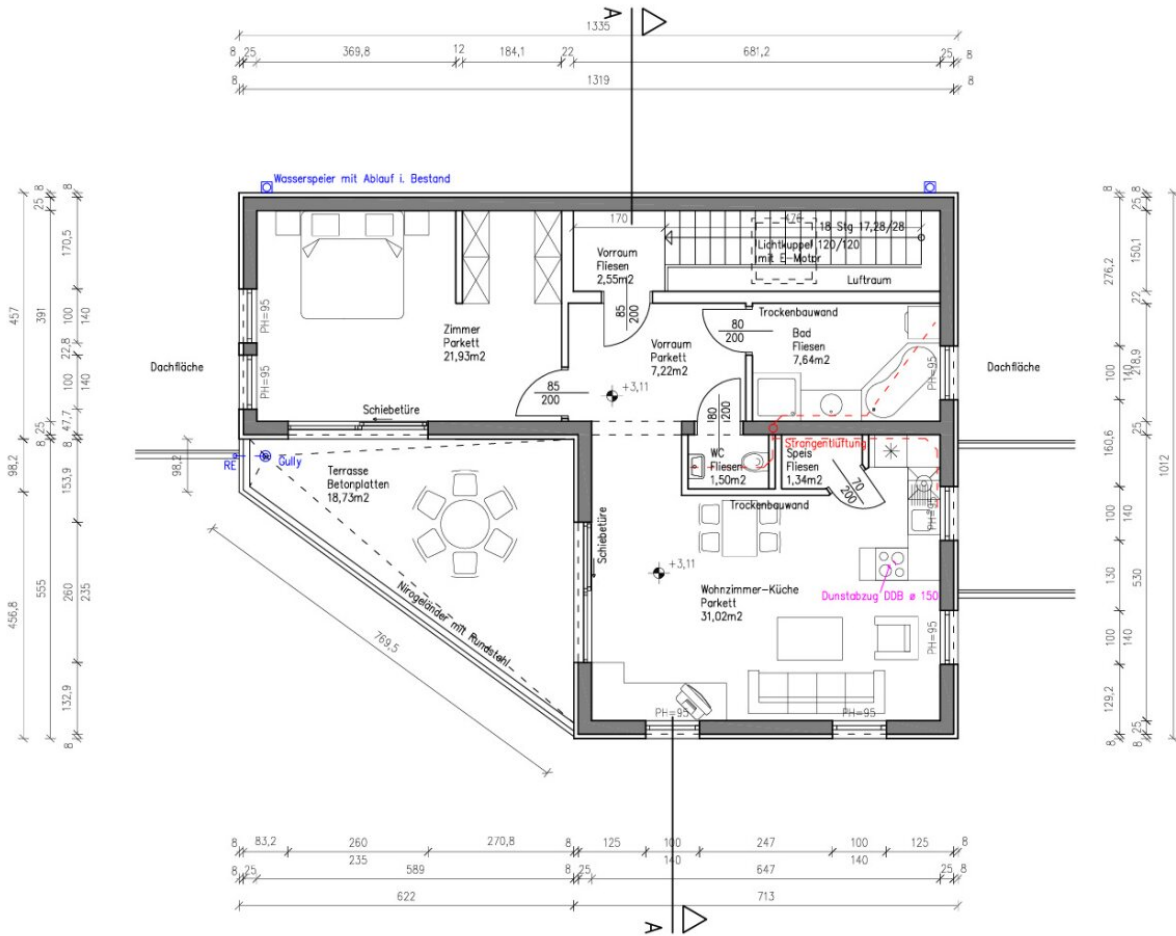 A
1335
8 25 369,8 12 184,1 22 681,2 25 8
8 1319 8
Wasserspeier mit Ablauf i. Bestand
170
476
18 Stg 17,28/28
Lichtkuppel 120/120
mit E-Motor
Luftraum
Vorraum
Fliesen
2,55m2
85
200
80
200
Trockenbauwand
Bad
Fliesen
7,64m2
Zimmer
Parkett
21,93m2
Vorraum
Parkett
7,22m2
+3,11
85
200
80
200
PH=95
PH=95
PH=95
Dachfläche
Dachfläche
Schiebetüre
Strangentlüftung
WC
Fliesen
1,50m2
Speis
Fliesen
1,34m2
70
200
Trockenbauwand
RE
Gully
Terrasse
Betonplatten
18,73m2
Schiebetüre
+3,11
Wohnzimmer-Küche
Parkett
31,02m2
Dunstabzug DDB ø 150
PH=95
PH=95
PH=95
PH=95
Nirogeländer mit Rundstahl
769,5
98,2
457
98,2
456,8
8
25
391
25
8
555
8
8
170,5
100
140
22,8
100
140
47,7
8
153,9
260
235
132,9
8
8
276,2
100
140
160,6
100
140
130
100
140
129,2
8
8
25
150,1
22
218,9
25
530
25
8
1012
8 83,2 260 270,8 8 125 100 247 100 125 8
235 140 140
8 25 589 8 25 647 25 8
622 713
A